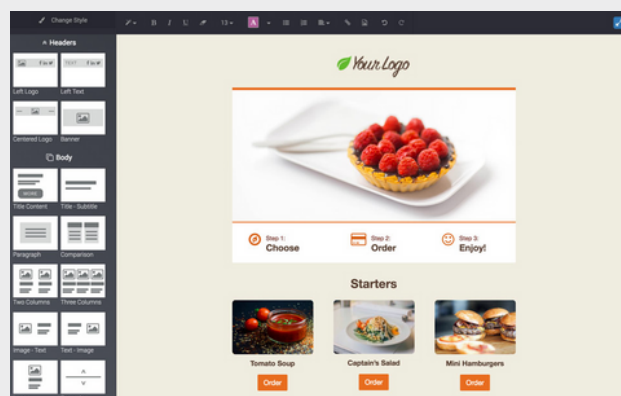 Change Style
B I U 13 A
Headers
Left Logo
TEXT
Left Text
Centered Logo
Banner
Body
MORE
Title Content
Title - Subtitle
Paragraph
Comparison
Two Columns
Three Columns
Image - Text
Text - Image
Your Logo
Step 1:
Choose
Step 2:
Order
Step 3:
Enjoy!
Starters
Tomato Soup
Captain's Salad
Mini Hamburgers
Order
Order
Order